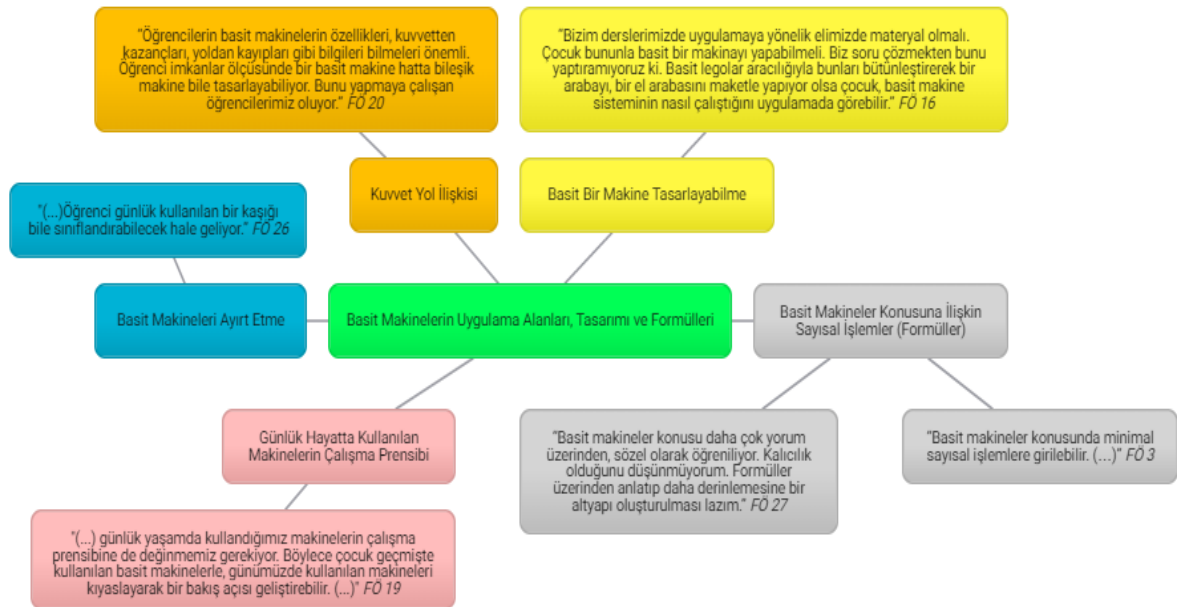 "Öğrencilerin basit makinelerin özellikleri, kuvvetten
kazançları, yoldan kayıpları gibi bilgileri bilmeleri önemli.
Öğrenci imkanlar ölçüsünde bir basit makine hatta bileşik
makine bile tasarlayabiliyor. Bunu yapmaya çalışan
öğrencilerimiz oluyor." FÖ 20
"Bizim derslerimizde uygulamaya yönelik elimizde materyal olmalı.
Çocuk bununla basit bir makinayı yapabilmeli. Biz soru çözmekten bunu
yaptıramıyoruz ki. Basit legolar aracılığıyla bunları bütünleştirerek bir
arabayı, bir el arabasını maketle yapıyor olsa çocuk, basit makine
sisteminin nasıl çalıştığını uygulamada görebilir." FÖ 16
Kuvvet Yol İlişkisi
Basit Bir Makine Tasarlayabilme
"(...)Öğrenci günlük kullanılan bir kaşığı
bile sınıflandırabilecek hale geliyor." FÖ 26
Basit Makineleri Ayırt Etme
Basit Makinelerin Uygulama Alanları, Tasarımı ve Formülleri
Basit Makineler Konusuna İlişkin
Sayısal İşlemler (Formüller)
Günlük Hayatta Kullanılan
Makinelerin Çalışma Prensibi
"Basit makineler konusu daha çok yorum
üzerinden, sözel olarak öğreniliyor. Kalıcılık
olduğunu düşünmüyorum. Formüller
üzerinden anlatıp daha derinlemesine bir
altyapı oluşturulması lazım." FÖ 27
"Basit makineler konusunda minimal
sayısal işlemlere girilebilir. (...)" FÖ 3
"(...) günlük yaşamda kullandığımız makinelerin çalışma
prensibine de değinmemiz gerekiyor. Böylece çocuk geçmişte
kullanılan basit makinelerle, günümüzde kullanılan makineleri
kıyaslayarak bir bakış açısı geliştirebilir. (...)" FÖ 19